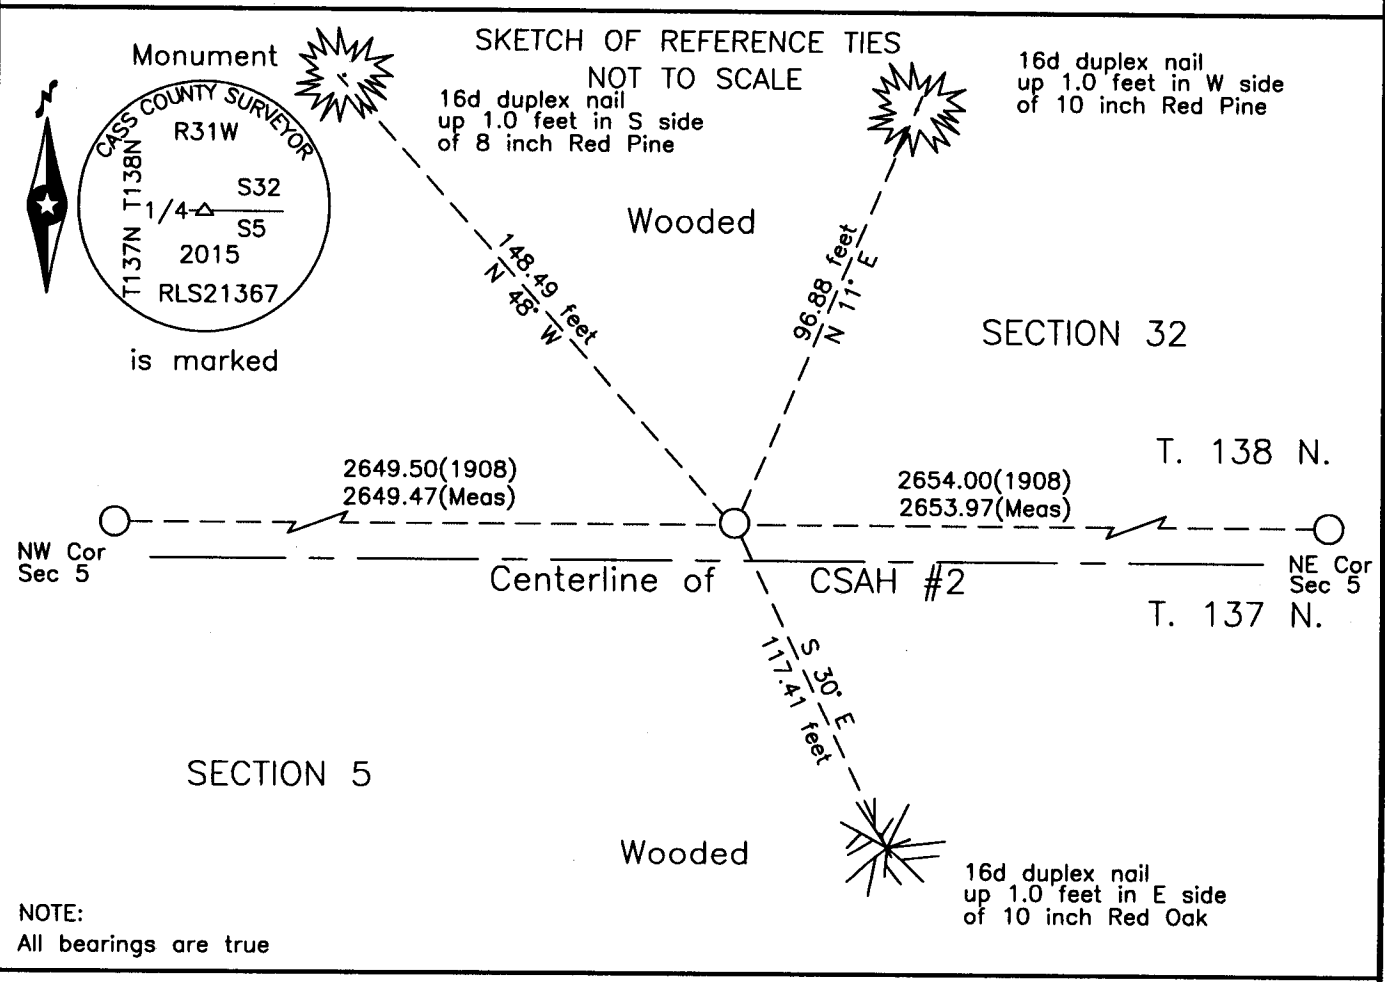 SKETCH OF REFERENCE TIES
NOT TO SCALE
Monument
N
CASS COUNTY SURVEYOR
R31W
T137N T138N
1/4
S32
S5
2015
RLS21367
is marked
16d duplex nail
up 1.0 feet in S side
of 8 inch Red Pine
16d duplex nail
up 1.0 feet in W side
of 10 inch Red Pine
Wooded
148.49 feet
N 48° W
96.88 feet
N 11° E
SECTION 32
T. 138 N.
2649.50(1908)
2649.47(Meas)
2654.00(1908)
2653.97(Meas)
NW Cor
Sec 5
Centerline of CSAH #2
NE Cor
Sec 5
T. 137 N.
S 30° E
117.41 feet
SECTION 5
Wooded
16d duplex nail
up 1.0 feet in E side
of 10 inch Red Oak
NOTE:
All bearings are true